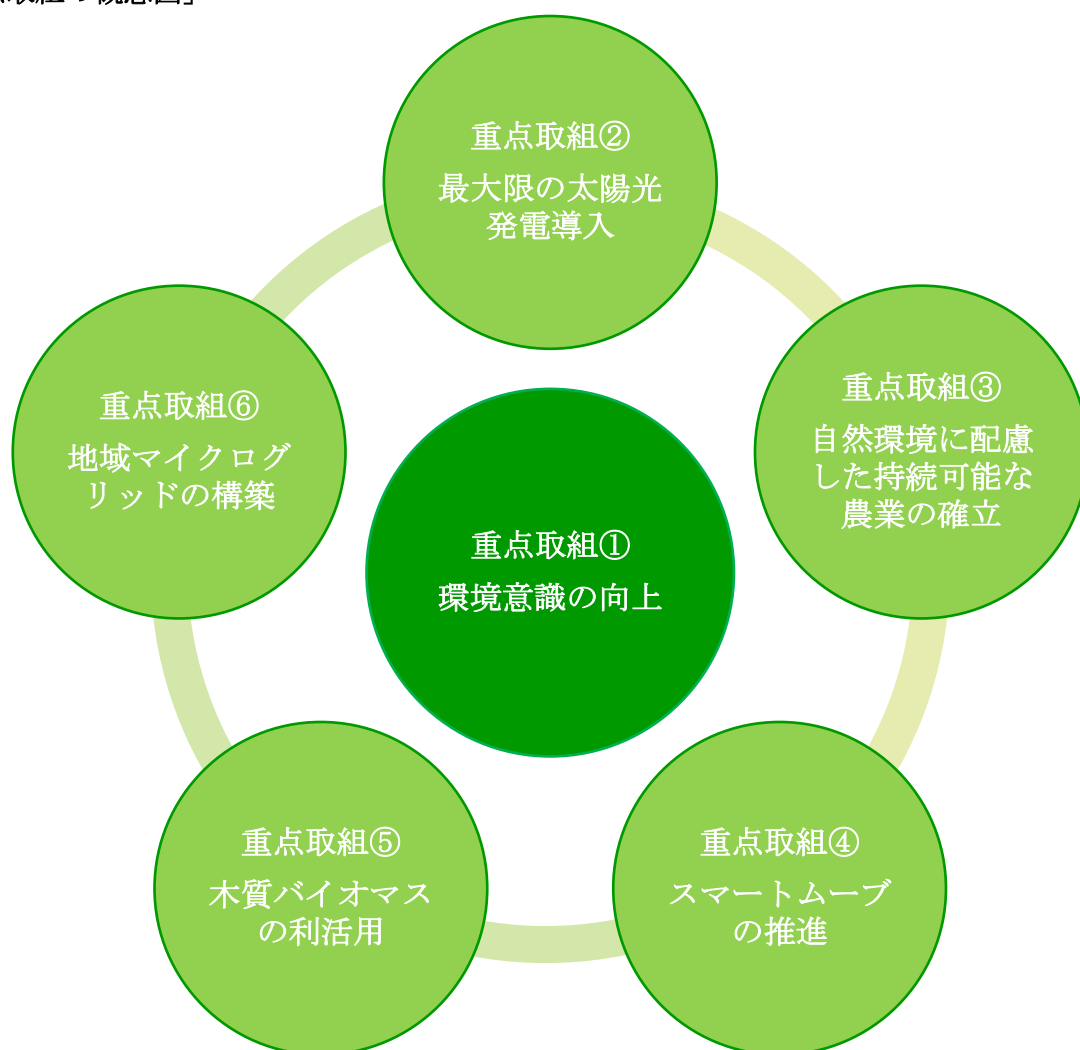 の概念図」
重点取組②
最大限の太陽光
発電導入
重点取組③
自然環境に配慮
した持続可能な
農業の確立
重点取組⑥
地域マイクログ
リッドの構築
重点取組①
環境意識の向上
重点取組⑤
木質バイオマス
の利活用
重点取組④
スマートムーブ
の推進